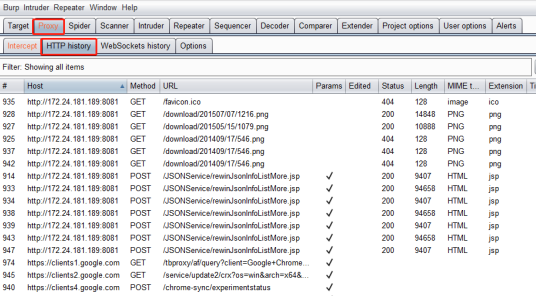 Burp Intruder Repeater Window Help
Target Proxy Spider Scanner Intruder Repeater Sequencer Decoder Comparer Extender Project options User options Alerts
Intercept HTTP history WebSockets history Options
Filter: Showing all items
# Host Method URL Params Edited Status Length MIME t... Extension Ti
935 http://172.24.181.189:8081 GET /favicon.ico 404 128 image ico
928 http://172.24.181.189:8081 GET /download/201507/07/1216.png 200 14848 PNG png
927 http://172.24.181.189:8081 GET /download/201505/15/1079.png 200 10888 PNG png
925 http://172.24.181.189:8081 GET /download/201409/17/546.png 404 128 PNG png
937 http://172.24.181.189:8081 GET /download/201409/17/546.png 404 128 PNG png
942 http://172.24.181.189:8081 GET /download/201409/17/546.png 404 128 PNG png
914 http://172.24.181.189:8081 POST /JSONService/rewinJsonInfoListMore.jsp ✓ 200 9407 HTML jsp
933 http://172.24.181.189:8081 POST /JSONService/rewinJsonInfoListMore.jsp ✓ 200 94658 HTML jsp
934 http://172.24.181.189:8081 POST /JSONService/rewinJsonInfoListMore.jsp ✓ 200 9407 HTML jsp
938 http://172.24.181.189:8081 POST /JSONService/rewinJsonInfoListMore.jsp ✓ 200 94658 HTML jsp
939 http://172.24.181.189:8081 POST /JSONService/rewinJsonInfoListMore.jsp ✓ 200 9407 HTML jsp
943 http://172.24.181.189:8081 POST /JSONService/rewinJsonInfoListMore.jsp ✓ 200 94658 HTML jsp
947 http://172.24.181.189:8081 POST /JSONService/rewinJsonInfoListMore.jsp ✓ 200 9407 HTML jsp
974 https://clients1.google.com GET /tbproxy/af/query?client=Google+Chrome... ✓
945 https://clients2.google.com GET /service/update2/crx?os=win&arch=x64&... ✓
940 https://clients4.google.com POST /chrome-sync/experimentstatus ✓